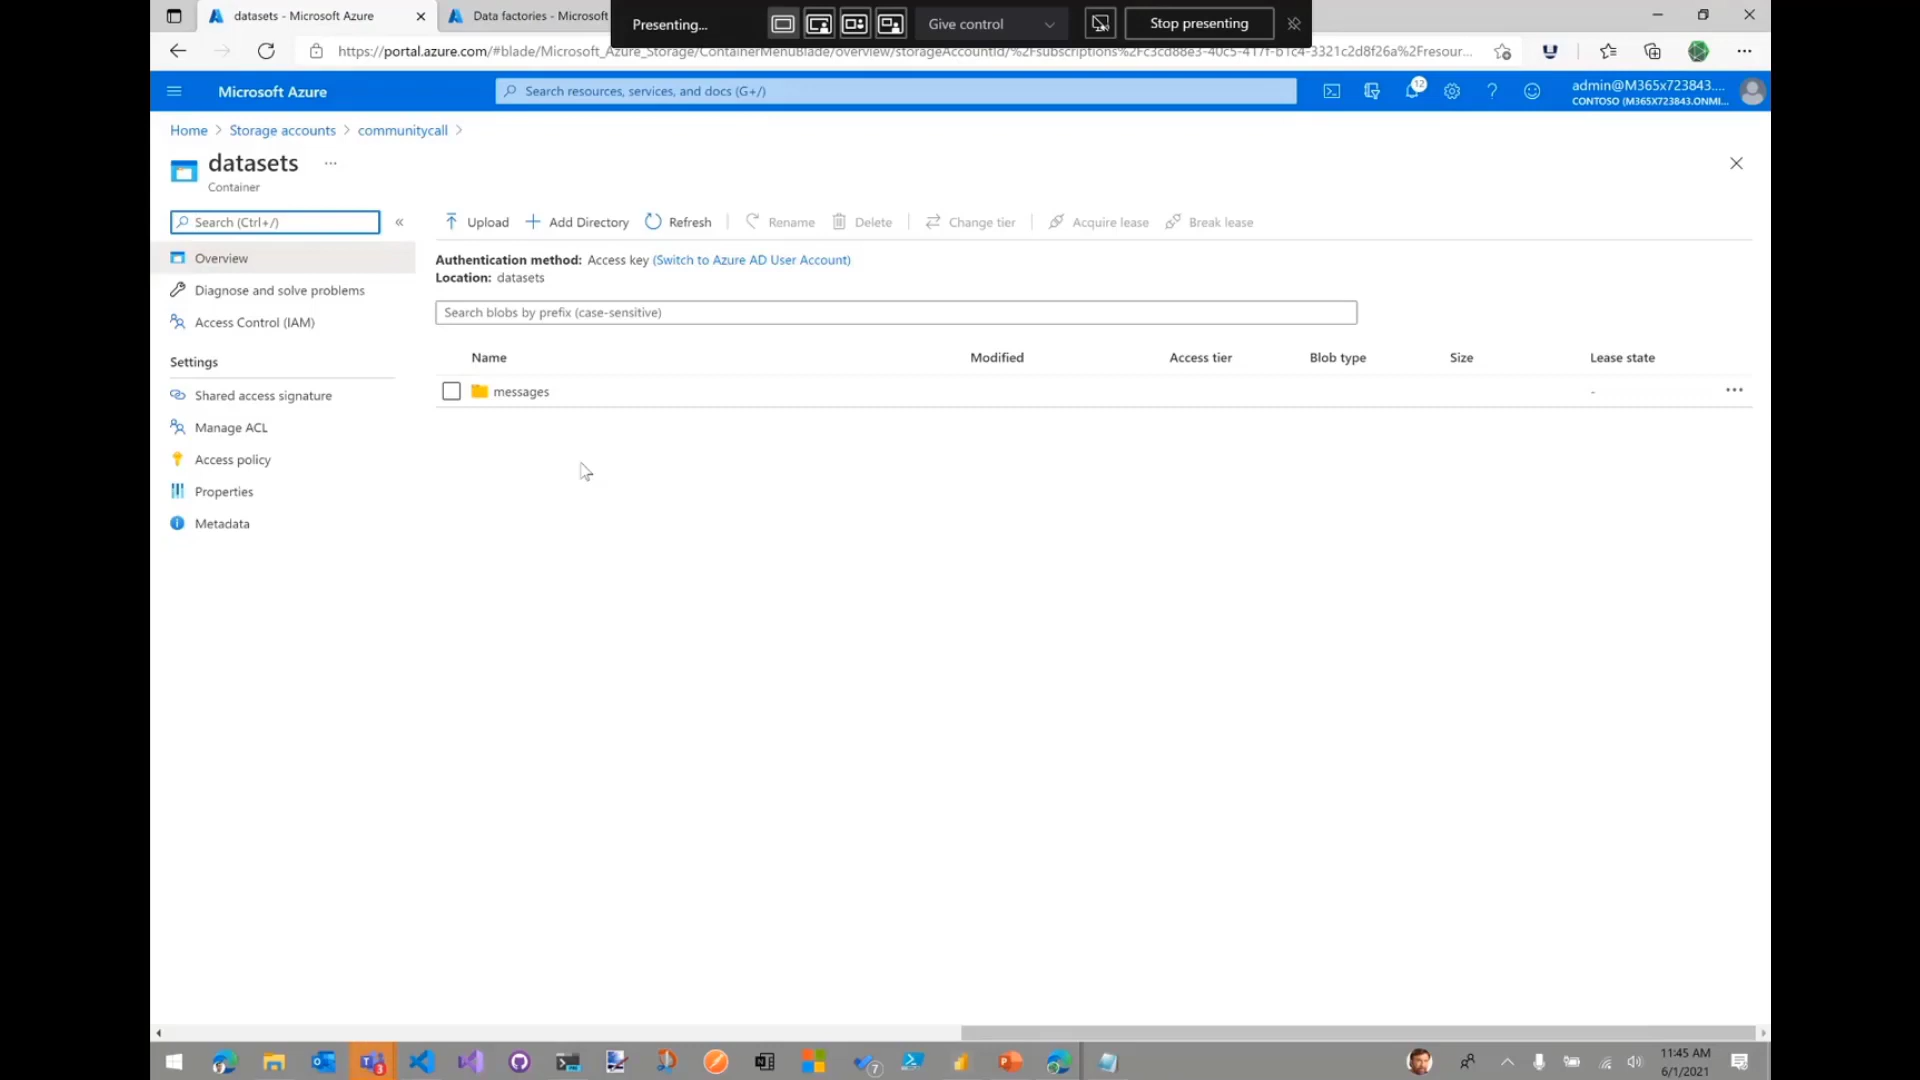 datasets - Microsoft Azure
Data factories - Microsoft
Presenting...
Give control
Stop presenting
https://portal.azure.com/#blade/Microsoft_Azure_Storage/ContainerMenuBlade/overview/storageAccountId/%2Fsubscriptions%2Fc3cd88e3-40c5-417f-b1c4-3321c2d8f26a%2Fresour...
Microsoft Azure
Search resources, services, and docs (G+/)
12
admin@M365x723843....
CONTOSO (M365X723843.ONMI...
Home > Storage accounts > communitycall >
datasets ...
Container
Search (Ctrl+/)
«
Upload
Add Directory
Refresh
Rename
Delete
Change tier
Acquire lease
Break lease
Overview
Diagnose and solve problems
Access Control (IAM)
Settings
Shared access signature
Manage ACL
Access policy
Properties
Metadata
Authentication method: Access key (Switch to Azure AD User Account)
Location: datasets
Search blobs by prefix (case-sensitive)
Name Modified Access tier Blob type Size Lease state
messages - ...
3
7
11:45 AM
6/1/2021